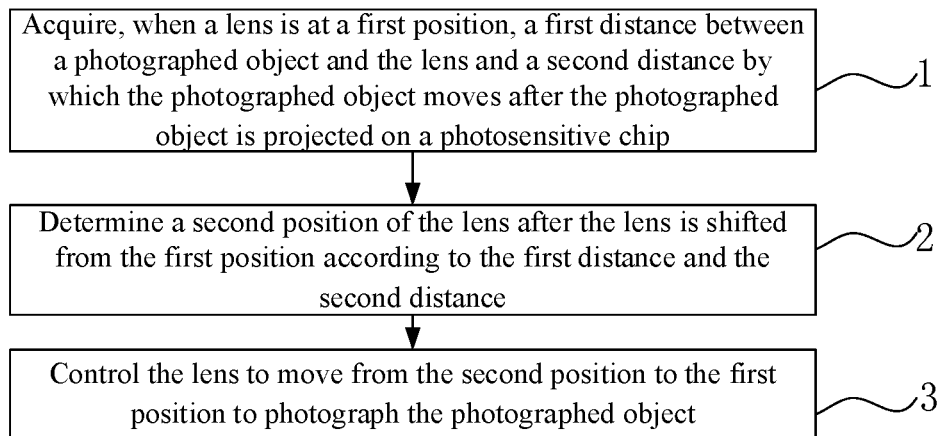 Acquire, when a lens is at a first position, a first distance between
a photographed object and the lens and a second distance by
which the photographed object moves after the photographed
object is projected on a photosensitive chip
1
Determine a second position of the lens after the lens is shifted
from the first position according to the first distance and the
second distance
2
Control the lens to move from the second position to the first
position to photograph the photographed object
3